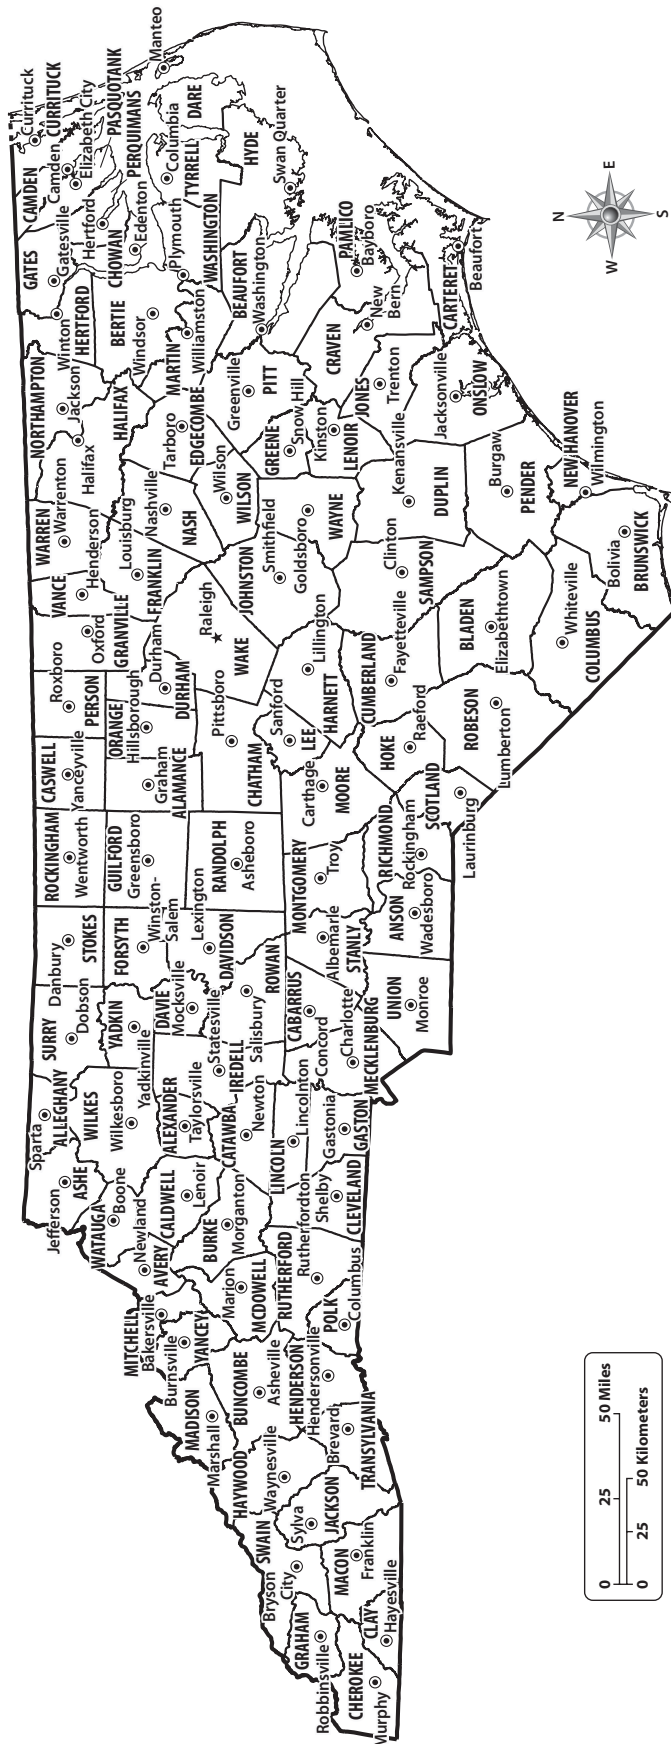 CHEROKEE
Murphy
GRAHAM
Robbinsville
CLAY
Hayesville
MACON
Franklin
SWAIN
Bryson
City
JACKSON
Sylva
HAYWOOD
Waynesville
TRANSYLVANIA
Brevard
MADISON
Marshall
BUNCOMBE
Asheville
HENDERSON
Hendersonville
YANCEY
Burnsville
MITCHELL
Bakersville
AVERY
Newland
MCDOWELL
Marion
RUTHERFORD
Rutherfordton
POLK
Columbus
WATAUGA
Boone
CALDWELL
Lenoir
BURKE
Morganton
CLEVELAND
Shelby
ASHE
Jefferson
ALLEGHANY
Sparta
WILKES
Wilkesboro
ALEXANDER
Taylorsville
CATAWBA
Newton
LINCOLN
Lincolnton
GASTON
Gastonia
SURRY
Dobson
YADKIN
Yadkinville
DAVIE
Mocksville
IREDELL
Statesville
ROWAN
Salisbury
CABARRUS
Concord
MECKLENBURG
Charlotte
UNION
Monroe
STOKES
Danbury
FORSYTH
Winston-
Salem
DAVIDSON
Lexington
STANLY
Albemarle
ANSON
Wadesboro
ROCKINGHAM
Wentworth
GUILFORD
Greensboro
RANDOLPH
Asheboro
MONTGOMERY
Troy
RICHMOND
Rockingham
CASWELL
Yanceyville
ALAMANCE
Graham
CHATHAM
Pittsboro
MOORE
Carthage
LEE
Sanford
SCOTLAND
Laurinburg
HOKE
Raeford
PERSON
Roxboro
ORANGE
Hillsborough
DURHAM
Durham
GRANVILLE
Oxford
WAKE
Raleigh
HARNETT
Lillington
CUMBERLAND
Fayetteville
ROBESON
Lumberton
VANCE
Henderson
WARREN
Warrenton
FRANKLIN
Louisburg
JOHNSTON
Smithfield
SAMPSON
Clinton
BLADEN
Elizabethtown
COLUMBUS
Whiteville
BRUNSWICK
Bolivia
NORTHAMPTON
Jackson
HALIFAX
Halifax
NASH
Nashville
WILSON
Wilson
WAYNE
Goldsboro
DUPLIN
Kenansville
PENDER
Burgaw
NEW HANOVER
Wilmington
EDGECOMBE
Tarboro
GREENE
Snow Hill
LENOIR
Kinston
JONES
Trenton
ONSLOW
Jacksonville
PITT
Greenville
MARTIN
Williamston
BERTIE
Windsor
HERTFORD
Winton
GATES
Gatesville
CHOWAN
Edenton
PERQUIMANS
Hertford
PASQUOTANK
Elizabeth City
CAMDEN
Camden
CURRITUCK
Currituck
WASHINGTON
Plymouth
TYRRELL
Columbia
DARE
Manteo
HYDE
Swan Quarter
BEAUFORT
Washington
CRAVEN
New
Bern
PAMLICO
Bayboro
CARTERET
Beaufort
N
W
E
S
0 25 50 Miles
0 25 50 Kilometers